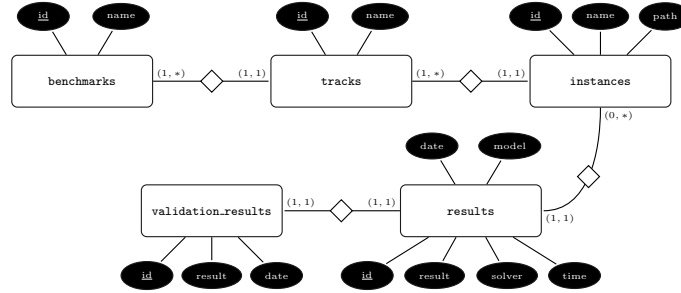 id name id name id name path
benchmarks (1, *) (1, 1) tracks (1, *) (1, 1) instances
(0, *)
date model
validation_results (1, 1) (1, 1) results (1, 1)
id result date id result solver time